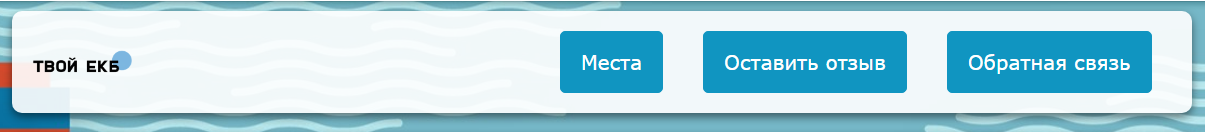 ТВОЙ ЕКБ
Места
Оставить отзыв
Обратная связь